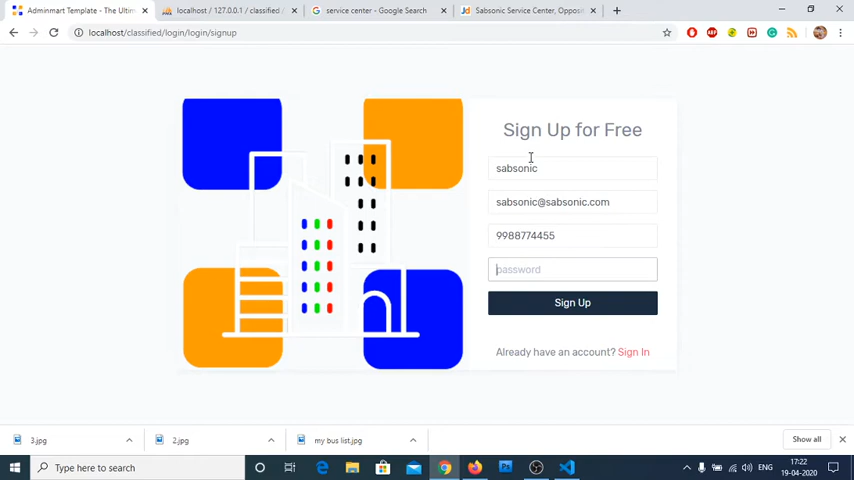 Adminmart Template - The Ultim
localhost / 127.0.0.1 / classified /
service center - Google Search
Sabsonic Service Center, Opposi
localhost/classified/login/login/signup
Sign Up for Free
sabsonic
sabsonic@sabsonic.com
9988774455
password
Sign Up
Already have an account? Sign In
3.jpg
2.jpg
my bus list.jpg
Show all
Type here to search
ENG
17:22
19-04-2020